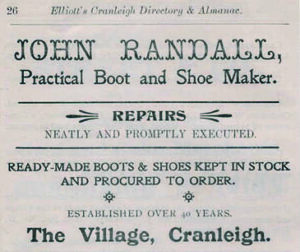 26 Elliott's Cranleigh Directory & Almanac.
JOHN RANDALL,
Practical Boot and Shoe Maker.
REPAIRS
NEATLY AND PROMPTLY EXECUTED.
READY-MADE BOOTS & SHOES KEPT IN STOCK
AND PROCURED TO ORDER.
ESTABLISHED OVER 40 YEARS.
The Village, Cranleigh.